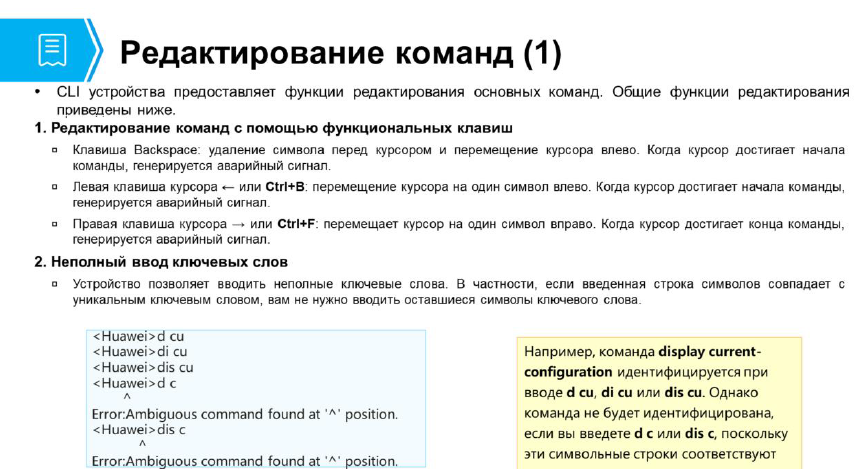 Редактирование команд (1)
• CLI устройства предоставляет функции редактирования основных команд. Общие функции редактирования
приведены ниже.
1. Редактирование команд с помощью функциональных клавиш
▫ Клавиша Backspace: удаление символа перед курсором и перемещение курсора влево. Когда курсор достигает начала
команды, генерируется аварийный сигнал.
▫ Левая клавиша курсора ← или Ctrl+B: перемещение курсора на один символ влево. Когда курсор достигает начала команды,
генерируется аварийный сигнал.
▫ Правая клавиша курсора → или Ctrl+F: перемещает курсор на один символ вправо. Когда курсор достигает конца команды,
генерируется аварийный сигнал.
2. Неполный ввод ключевых слов
▫ Устройство позволяет вводить неполные ключевые слова. В частности, если введенная строка символов совпадает с
уникальным ключевым словом, вам не нужно вводить оставшиеся символы ключевого слова.
<Huawei>d cu
<Huawei>di cu
<Huawei>dis cu
<Huawei>d c
^
Error:Ambiguous command found at '^' position.
<Huawei>dis c
^
Error:Ambiguous command found at '^' position.
Например, команда display current-
configuration идентифицируется при
вводе d cu, di cu или dis cu. Однако
команда не будет идентифицирована,
если вы введете d c или dis c, поскольку
эти символьные строки соответствуют